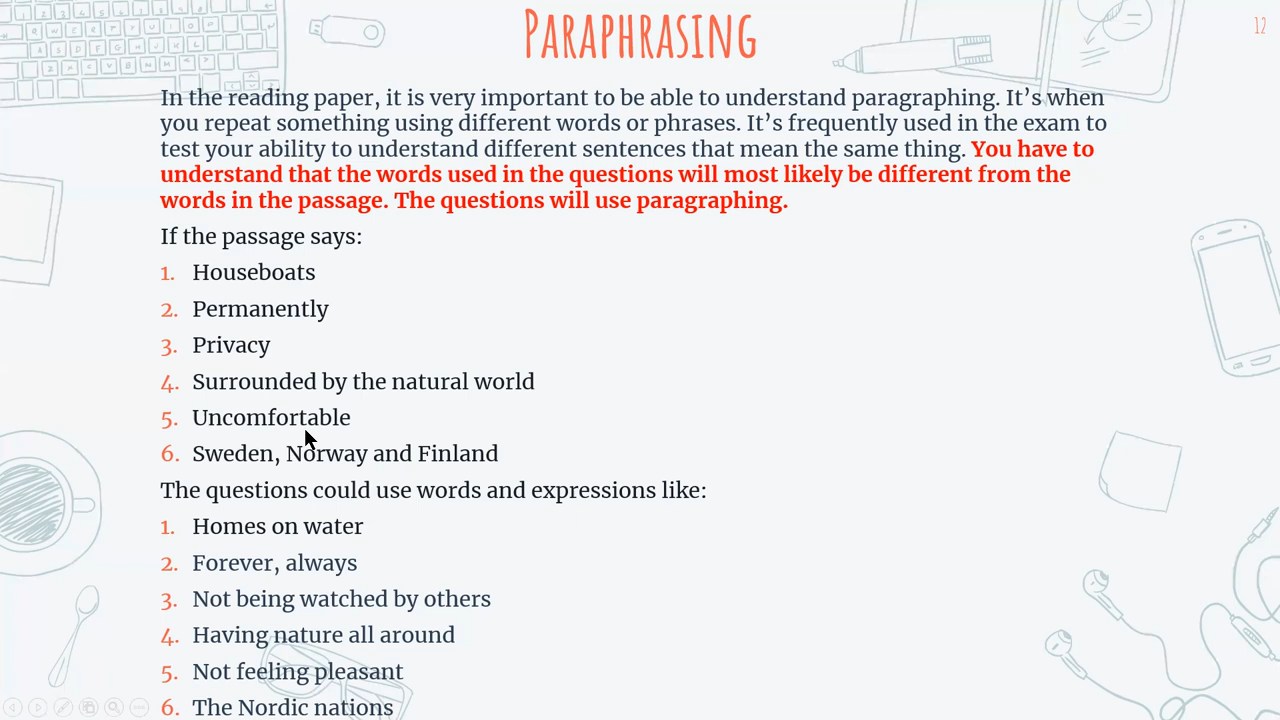 PARAPHRASING
12
In the reading paper, it is very important to be able to understand paragraphing. It’s when
you repeat something using different words or phrases. It’s frequently used in the exam to
test your ability to understand different sentences that mean the same thing. You have to
understand that the words used in the questions will most likely be different from the
words in the passage. The questions will use paragraphing.
If the passage says:
1. Houseboats
2. Permanently
3. Privacy
4. Surrounded by the natural world
5. Uncomfortable
6. Sweden, Norway and Finland
The questions could use words and expressions like:
1. Homes on water
2. Forever, always
3. Not being watched by others
4. Having nature all around
5. Not feeling pleasant
6. The Nordic nations